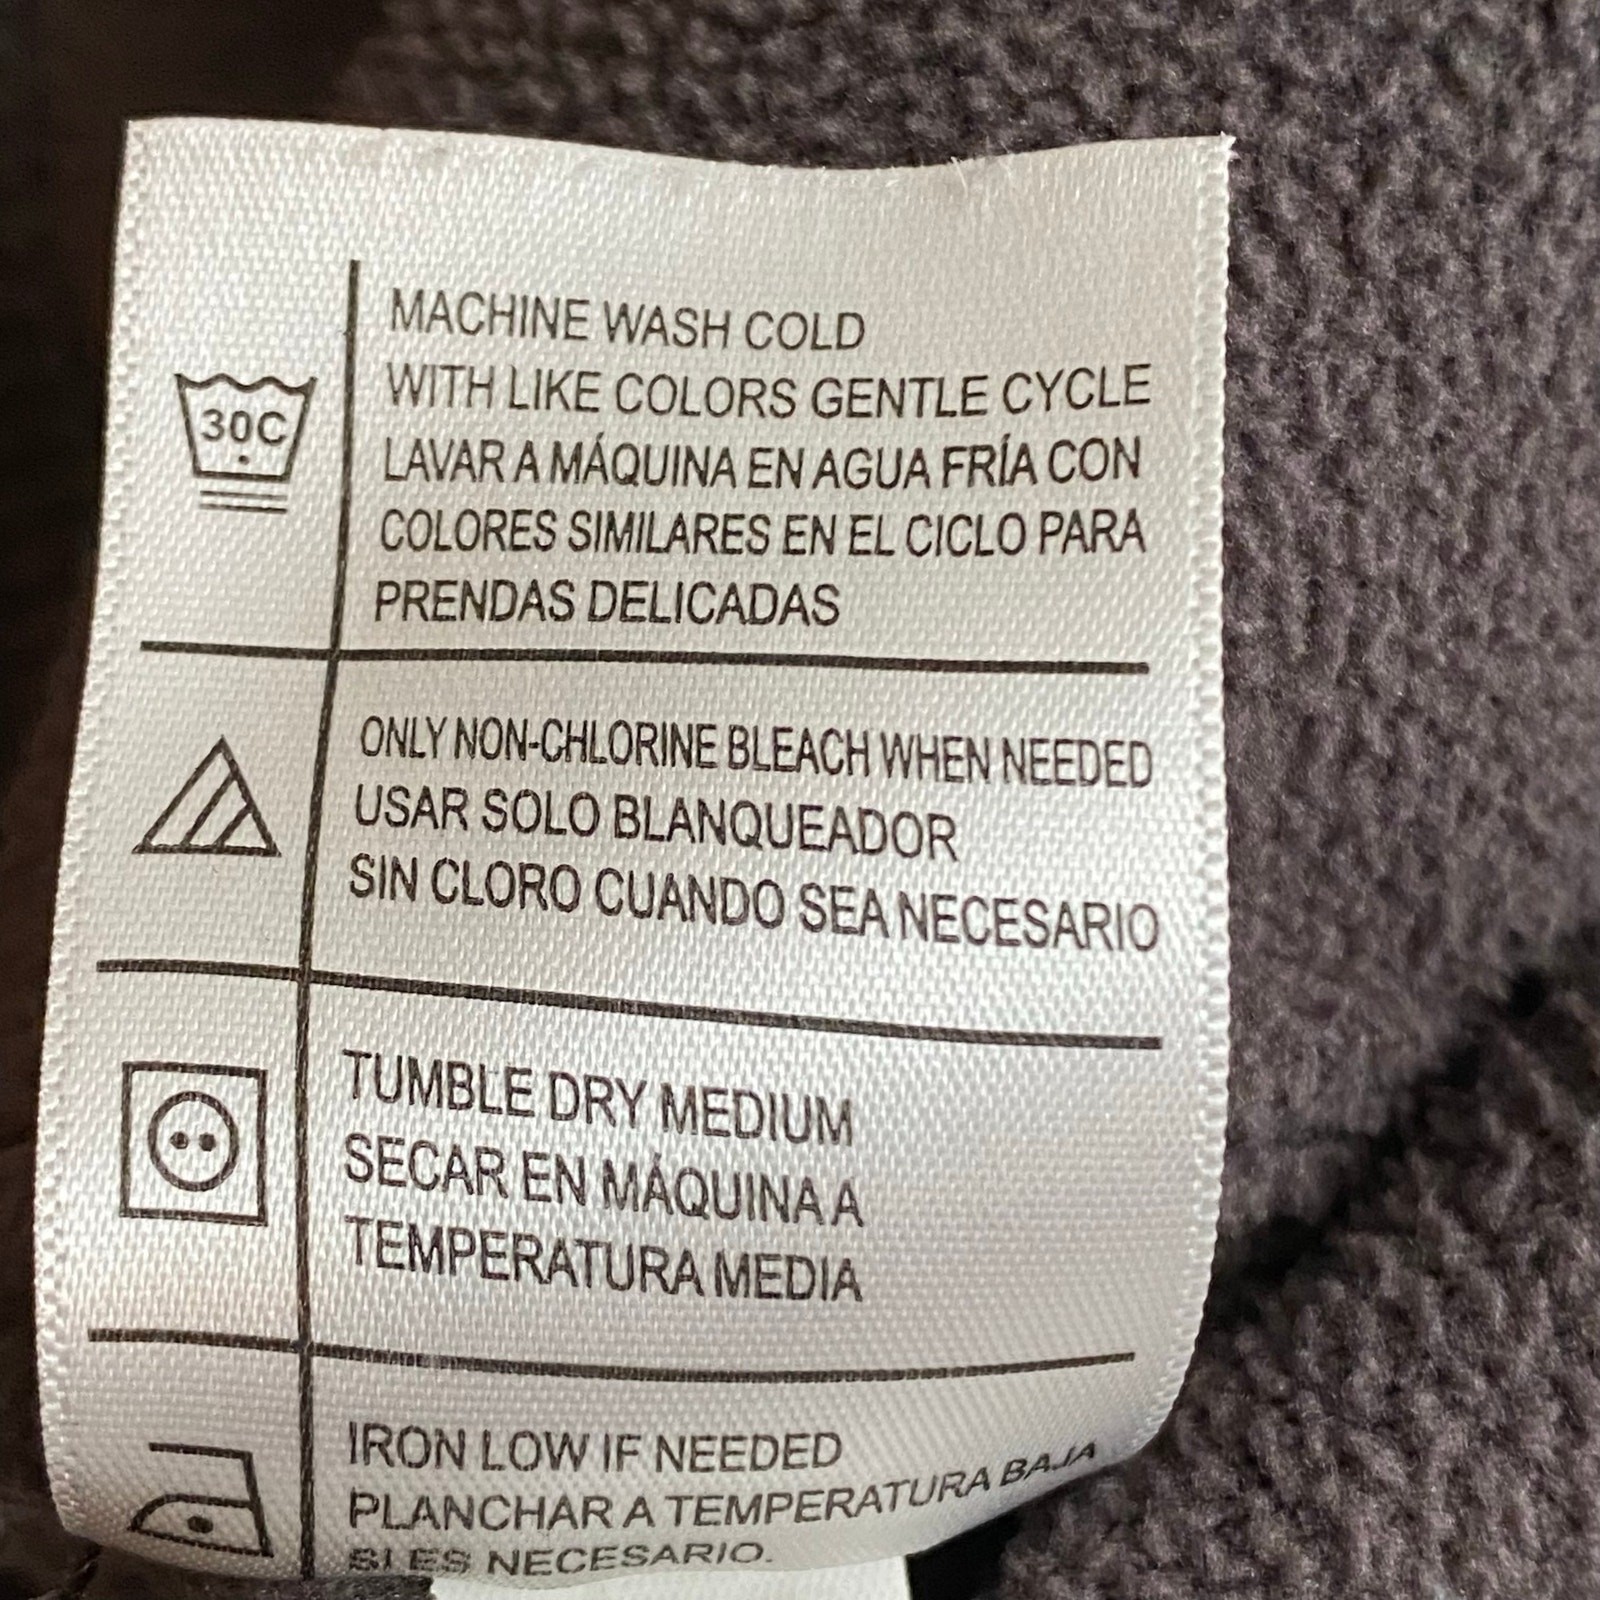 30C
MACHINE WASH COLD
WITH LIKE COLORS GENTLE CYCLE
LAVAR A MÁQUINA EN AGUA FRÍA CON
COLORES SIMILARES EN EL CICLO PARA
PRENDAS DELICADAS
ONLY NON-CHLORINE BLEACH WHEN NEEDED
USAR SOLO BLANQUEADOR
SIN CLORO CUANDO SEA NECESARIO
TUMBLE DRY MEDIUM
SECAR EN MÁQUINA A
TEMPERATURA MEDIA
IRON LOW IF NEEDED
PLANCHAR A TEMPERATURA BAJA
SI ES NECESARIO.